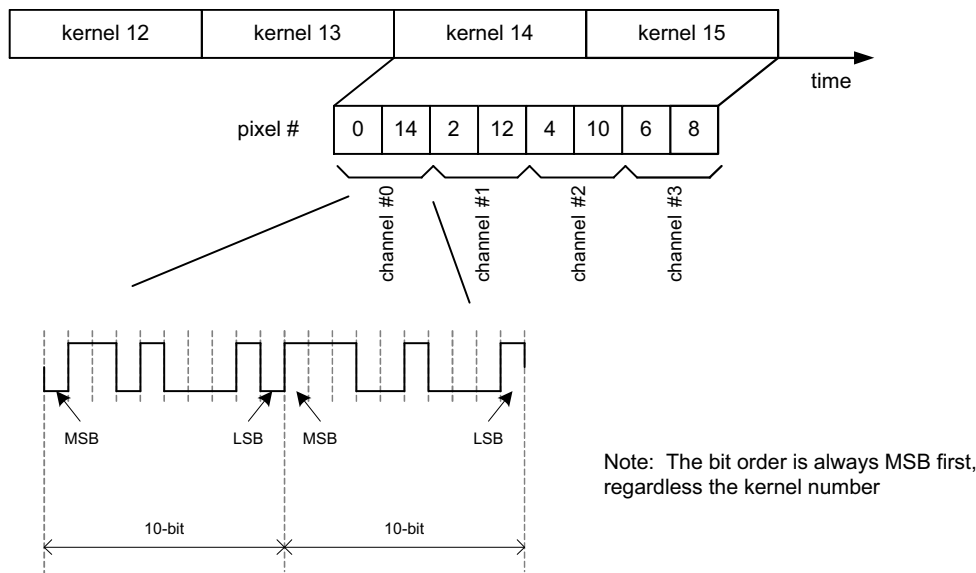 kernel 12 kernel 13 kernel 14 kernel 15
time
pixel # 0 14 2 12 4 10 6 8
channel #0 channel #1 channel #2 channel #3
MSB LSB MSB LSB
Note: The bit order is always MSB first,
regardless the kernel number
10-bit 10-bit